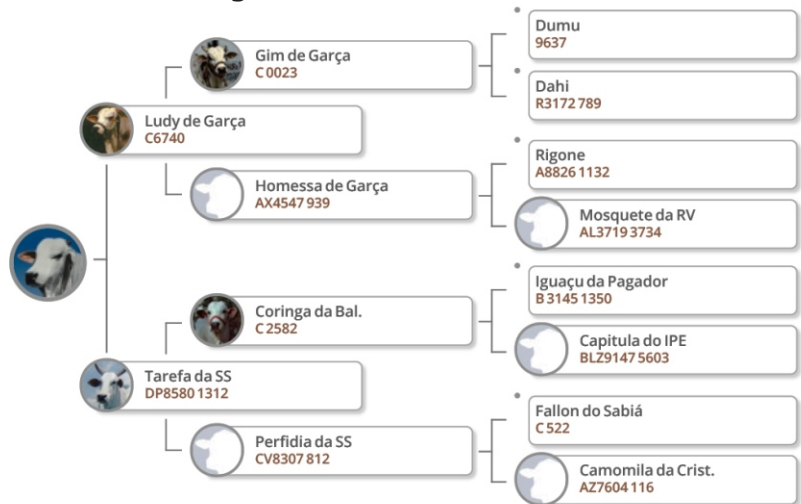 Dumu
9637
Gim de Garça
C 0023
Dahi
R3172 789
Ludy de Garça
C6740
Rigone
A8826 1132
Homessa de Garça
AX4547 939
Mosquete da RV
AL3719 3734
Iguaçu da Pagador
B 3145 1350
Coringa da Bal.
C 2582
Capitula do IPE
BLZ9147 5603
Tarefa da SS
DP8580 1312
Fallon do Sabiá
C 522
Perfidia da SS
CV8307 812
Camomila da Crist.
AZ7604 116